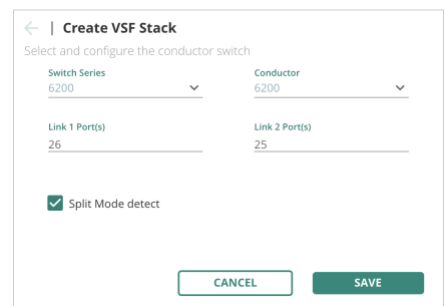 Create VSF Stack
Select and configure the conductor switch
Switch Series Conductor
6200 6200
Link 1 Port(s) Link 2 Port(s)
26 25
Split Mode detect
CANCEL SAVE